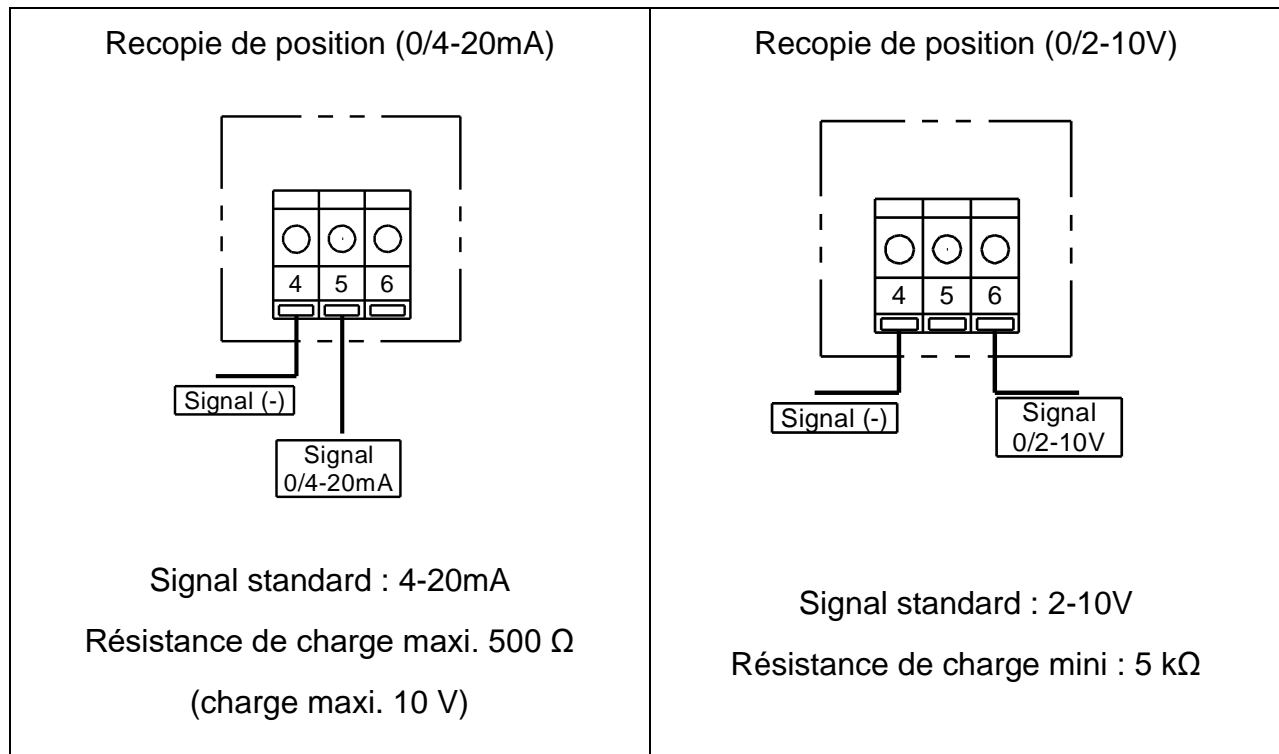 Recopie de position (0/4-20mA)
4 5 6
Signal (-)
Signal
0/4-20mA
Signal standard : 4-20mA
Résistance de charge maxi. 500 Ω
(charge maxi. 10 V)
Recopie de position (0/2-10V)
4 5 6
Signal (-)
Signal
0/2-10V
Signal standard : 2-10V
Résistance de charge mini : 5 kΩ